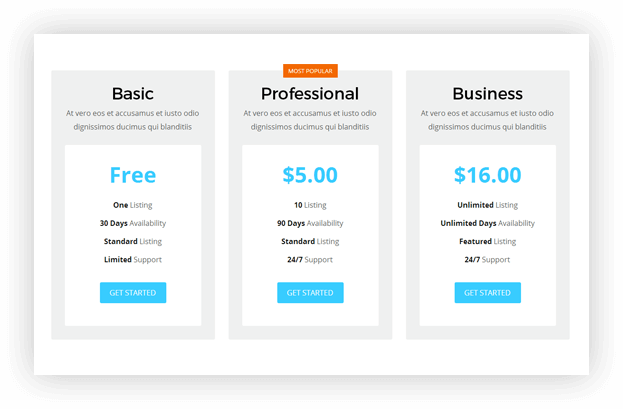 Basic
At vero eos et accusamus et iusto odio
dignissimos ducimus qui blanditiis
Free
One Listing
30 Days Availability
Standard Listing
Limited Support
GET STARTED
MOST POPULAR
Professional
At vero eos et accusamus et iusto odio
dignissimos ducimus qui blanditiis
$5.00
10 Listing
90 Days Availability
Standard Listing
24/7 Support
GET STARTED
Business
At vero eos et accusamus et iusto odio
dignissimos ducimus qui blanditiis
$16.00
Unlimited Listing
Unlimited Days Availability
Featured Listing
24/7 Support
GET STARTED